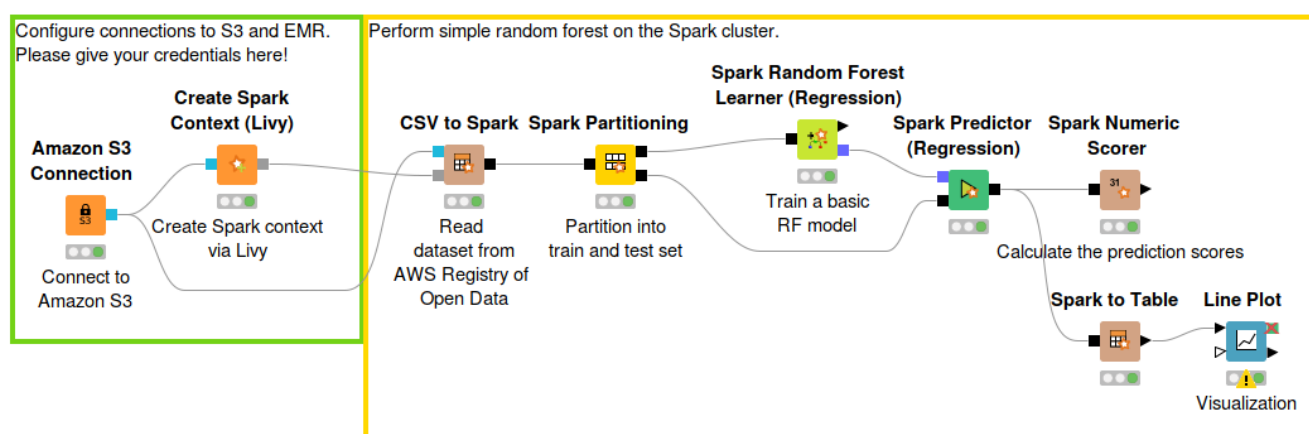 Configure connections to S3 and EMR.
Please give your credentials here!
Perform simple random forest on the Spark cluster.
Amazon S3
Connection
S3
Connect to
Amazon S3
Create Spark
Context (Livy)
Create Spark context
via Livy
CSV to Spark
Read
dataset from
AWS Registry of
Open Data
Spark Partitioning
Partition into
train and test set
Spark Random Forest
Learner (Regression)
Train a basic
RF model
Spark Predictor
(Regression)
Spark Numeric
Scorer
31
Calculate the prediction scores
Spark to Table
Line Plot
Visualization